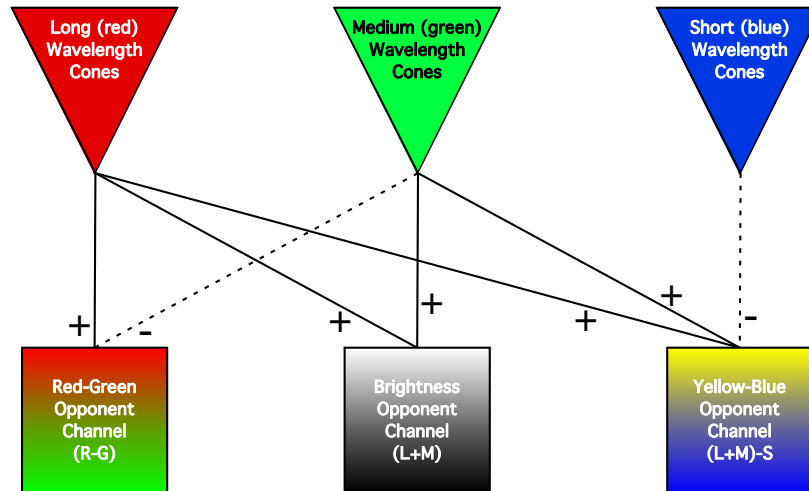 Long (red)
Wavelength
Cones
Medium (green)
Wavelength
Cones
Short (blue)
Wavelength
Cones
+
-
+
+
+
+
-
Red-Green
Opponent
Channel
(R-G)
Brightness
Opponent
Channel
(L+M)
Yellow-Blue
Opponent
Channel
(L+M)-S